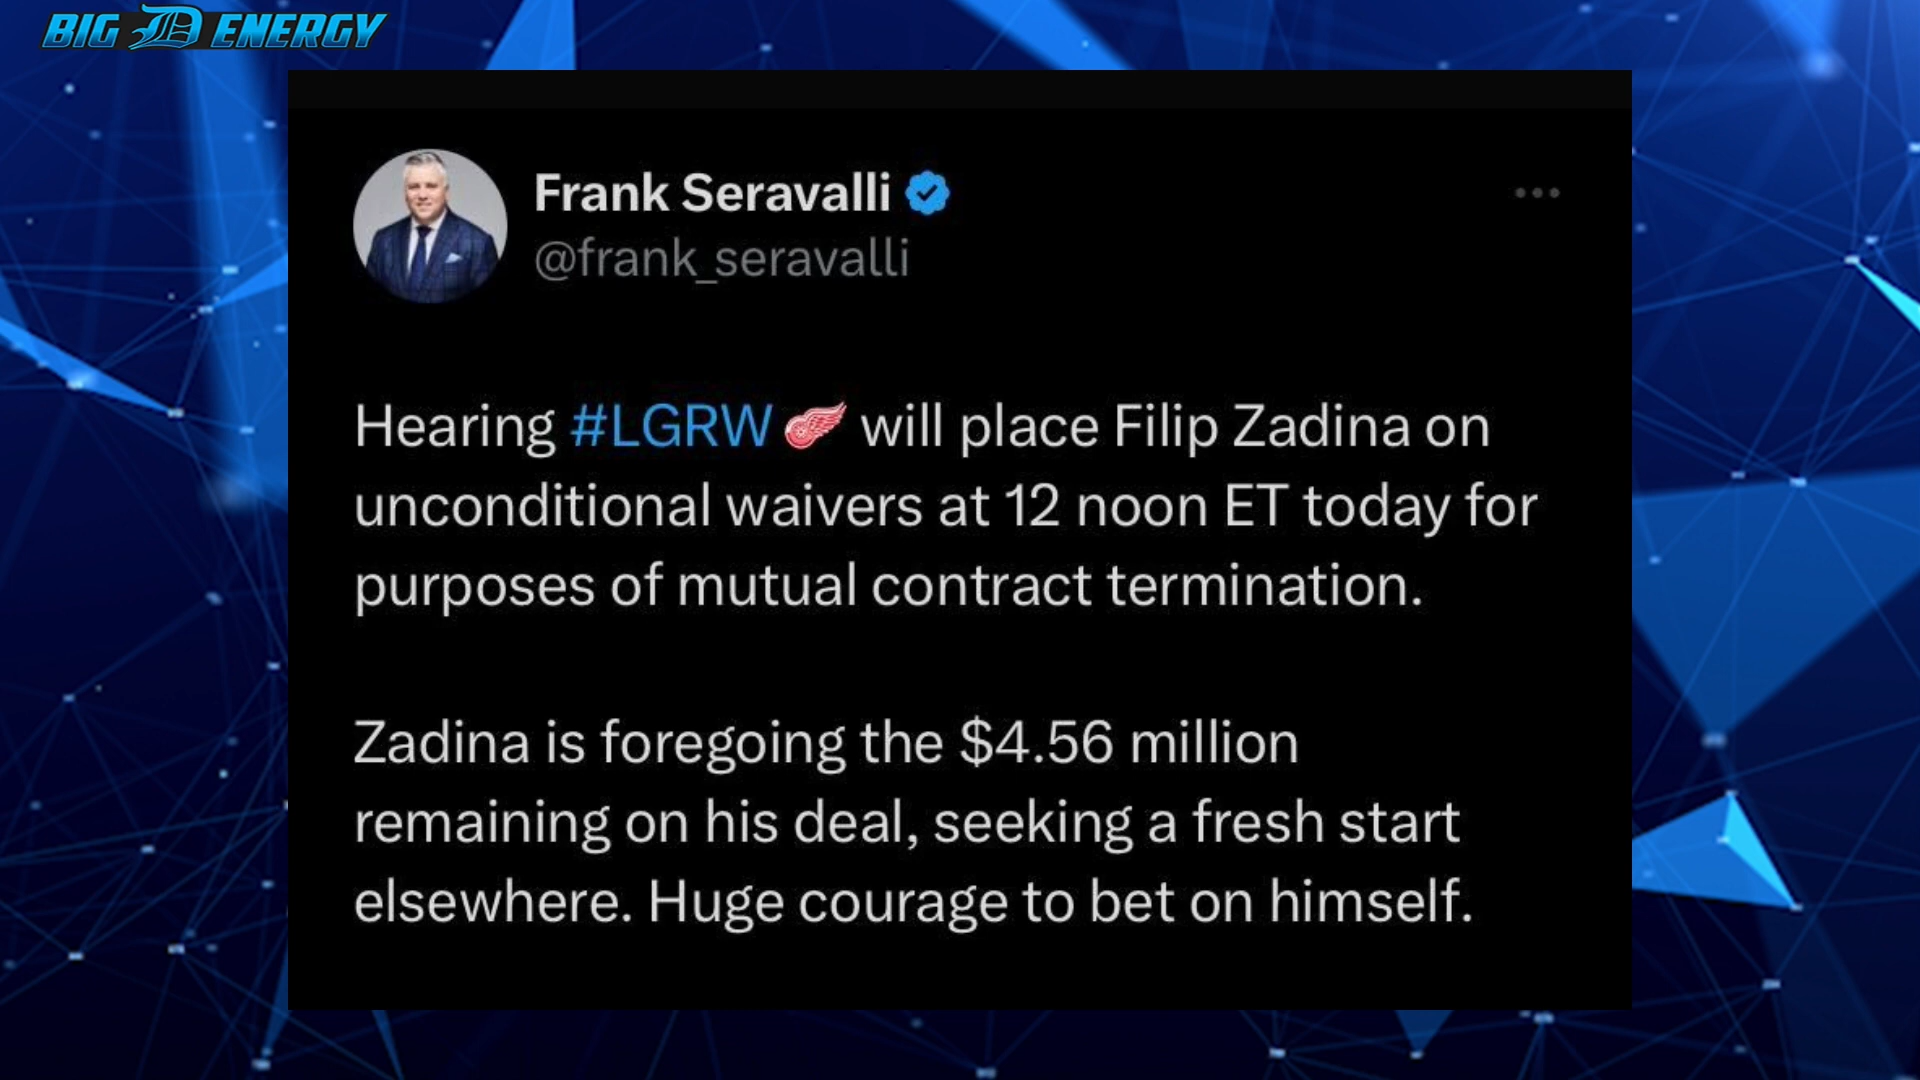 BIG D ENERGY
Frank Seravalli
@frank_seravalli
Hearing #LGRW will place Filip Zadina on
unconditional waivers at 12 noon ET today for
purposes of mutual contract termination.
Zadina is foregoing the $4.56 million
remaining on his deal, seeking a fresh start
elsewhere. Huge courage to bet on himself.